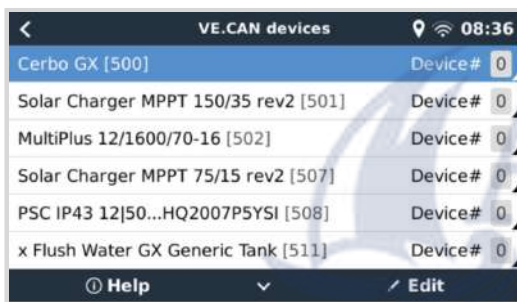 VE.CAN devices 08:36
Cerbo GX [500] Device# 0
Solar Charger MPPT 150/35 rev2 [501] Device# 0
MultiPlus 12/1600/70-16 [502] Device# 0
Solar Charger MPPT 75/15 rev2 [507] Device# 0
PSC IP43 12|50...HQ2007P5YSI [508] Device# 0
x Flush Water GX Generic Tank [511] Device# 0
Help Edit